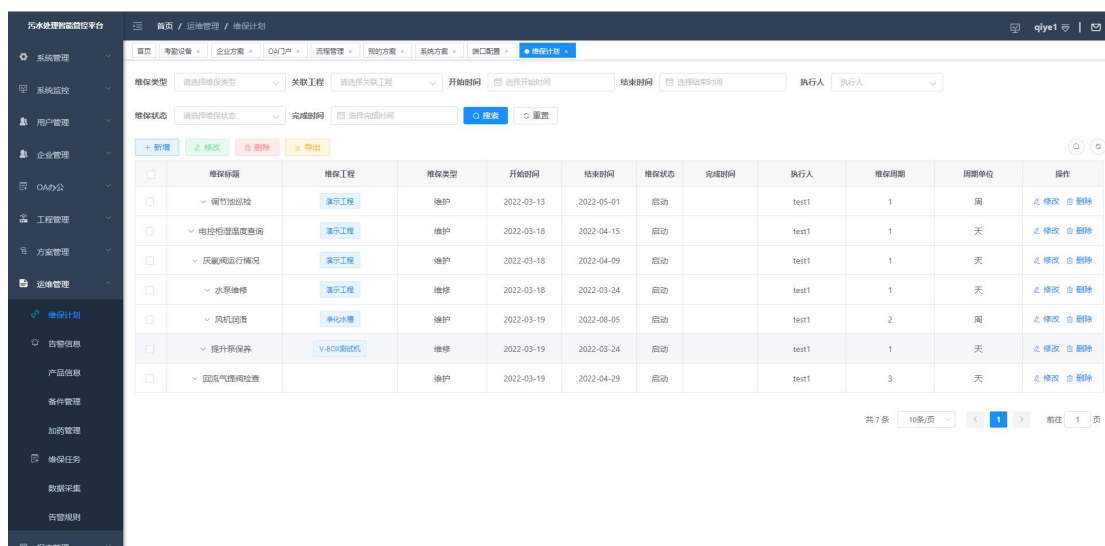 污水处理智能管控平台
首页 / 运维管理 / 维保计划
qiye1
首页 考勤设备 × 企业方案 × OA门户 × 流程管理 × 我的方案 × 系统方案 × 端口配置 × ● 维保计划 ×
系统管理
系统监控
用户管理
企业管理
OA办公
工程管理
方案管理
运维管理
维保计划
告警信息
产品信息
备件管理
加药管理
维保任务
数据采集
告警规则
维保类型 请选择维保类型 关联工程 请选择关联工程 开始时间 选择开始时间 结束时间 选择结束时间 执行人 执行人
维保状态 请选择维保状态 完成时间 选择完成时间 搜索 重置
+ 新增 修改 删除 导出
维保标题 维保工程 维保类型 开始时间 结束时间 维保状态 完成时间 执行人 维保周期 周期单位 操作
调节池巡检 演示工程 维护 2022-03-13 2022-05-01 启动 test1 1 周 修改 删除
电控柜湿温度查询 演示工程 维护 2022-03-18 2022-04-15 启动 test1 1 天 修改 删除
厌氧阀运行情况 演示工程 维护 2022-03-18 2022-04-09 启动 test1 1 天 修改 删除
水泵维修 演示工程 维修 2022-03-18 2022-03-24 启动 test1 1 天 修改 删除
风机润滑 净化水槽 维护 2022-03-19 2022-08-05 启动 test1 2 周 修改 删除
提升泵保养 V-BOX测试机 维修 2022-03-19 2022-03-24 启动 test1 1 天 修改 删除
回流气提阀检查 维护 2022-03-19 2022-04-29 启动 test1 3 天 修改 删除
共 7 条 10条/页 < 1 > 前往 1 页